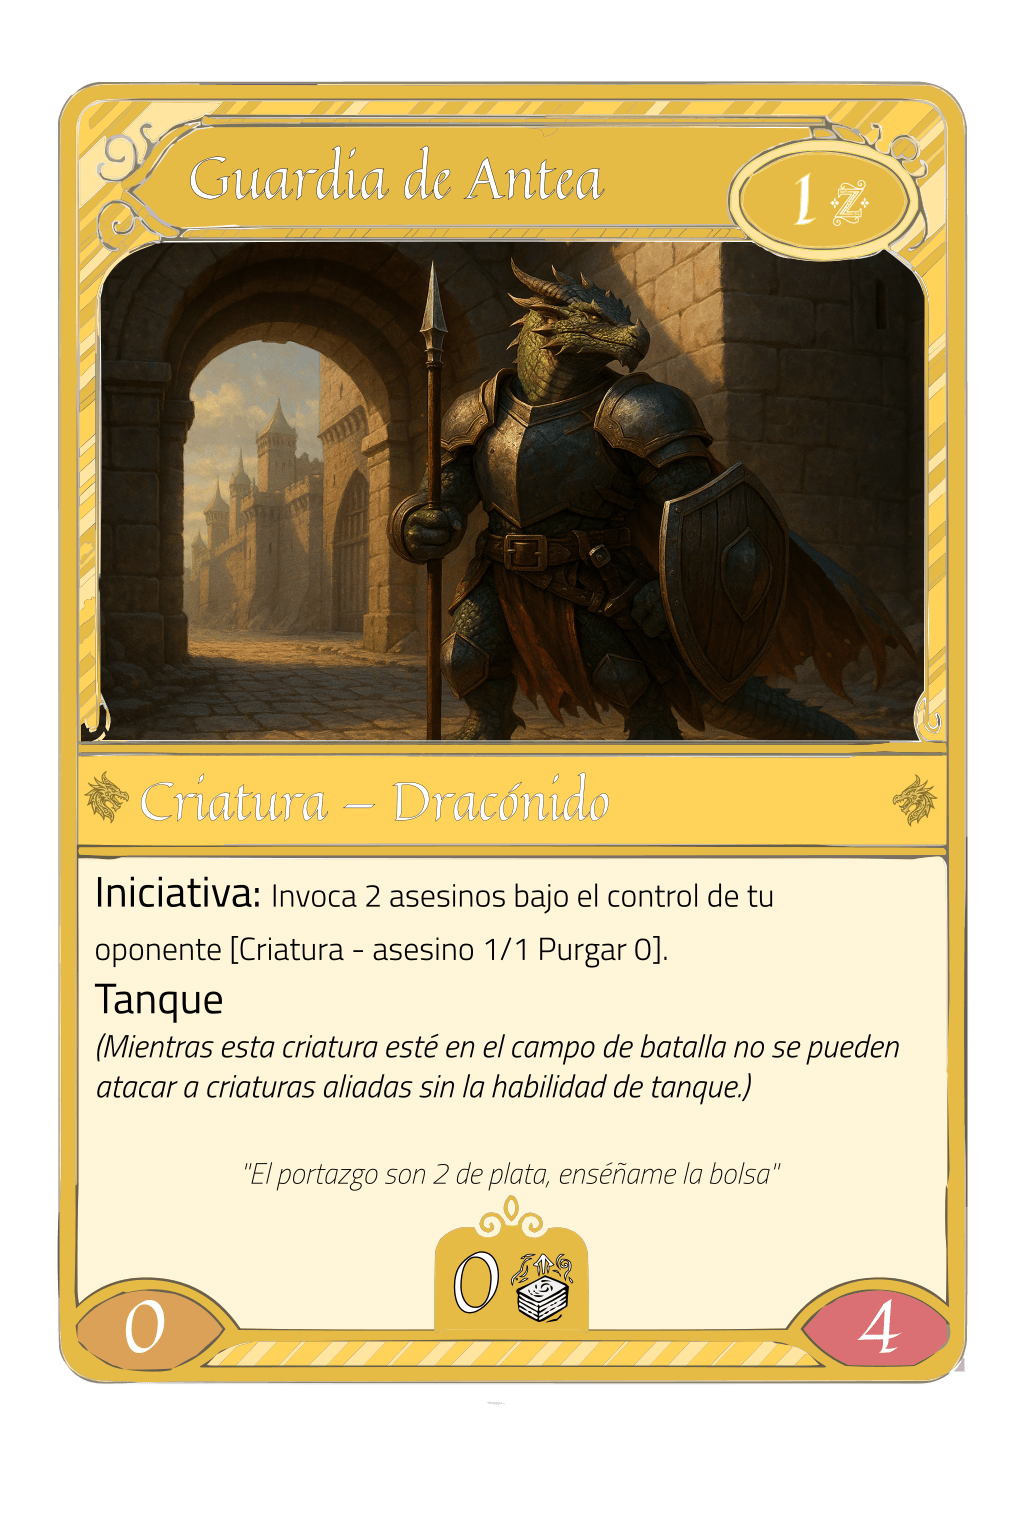 Guardia de Antea
1 Z
Criatura – Dracónido
Iniciativa: Invoca 2 asesinos bajo el control de tu
oponente [Criatura - asesino 1/1 Purgar 0].
Tanque
(Mientras esta criatura esté en el campo de batalla no se pueden
atacar a criaturas aliadas sin la habilidad de tanque.)
"El portazgo son 2 de plata, enséñame la bolsa"
0
0
4